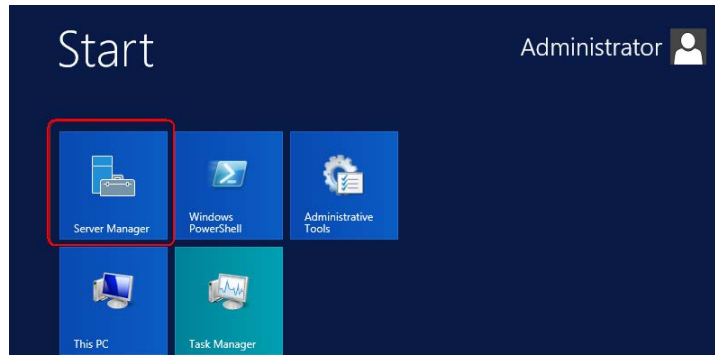 Start
Administrator
Server Manager
Windows
PowerShell
Administrative
Tools
This PC
Task Manager